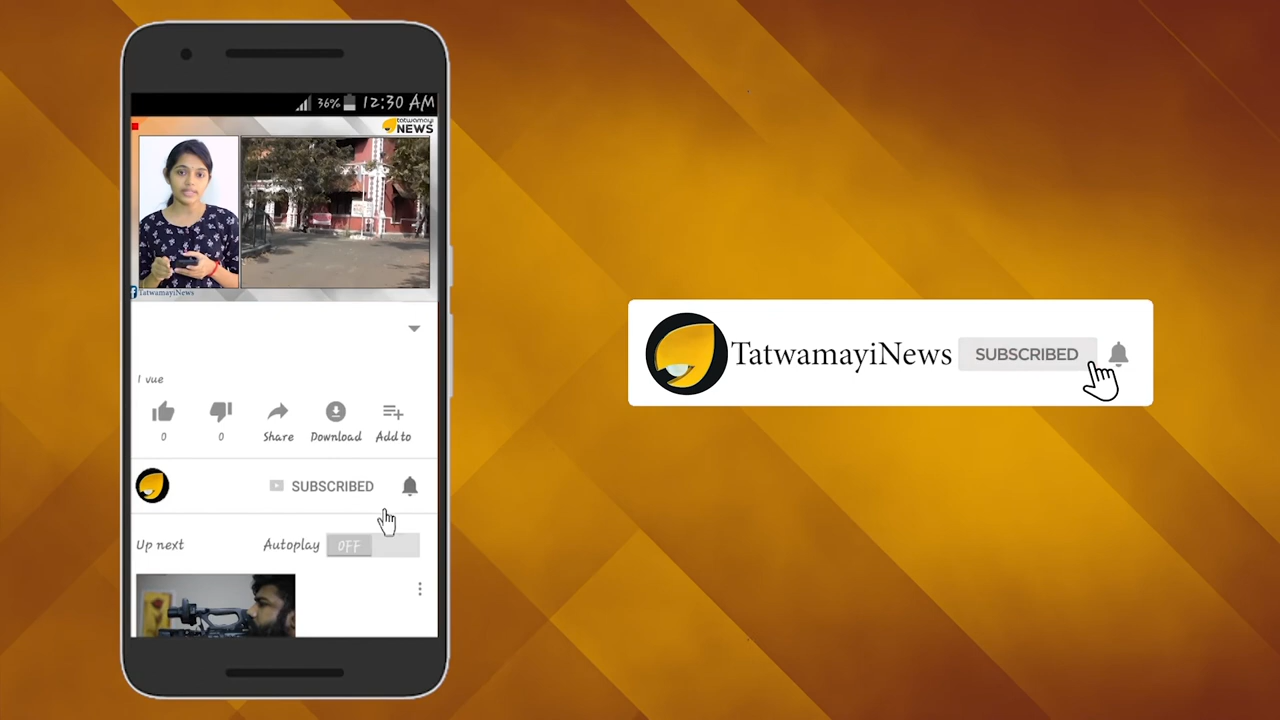 36% 12:30 AM
tatwamayi
NEWS
TatwamayiNews
1 vue
0
0
Share
Download
Add to
SUBSCRIBED
Up next
Autoplay
OFF
TatwamayiNews
SUBSCRIBED